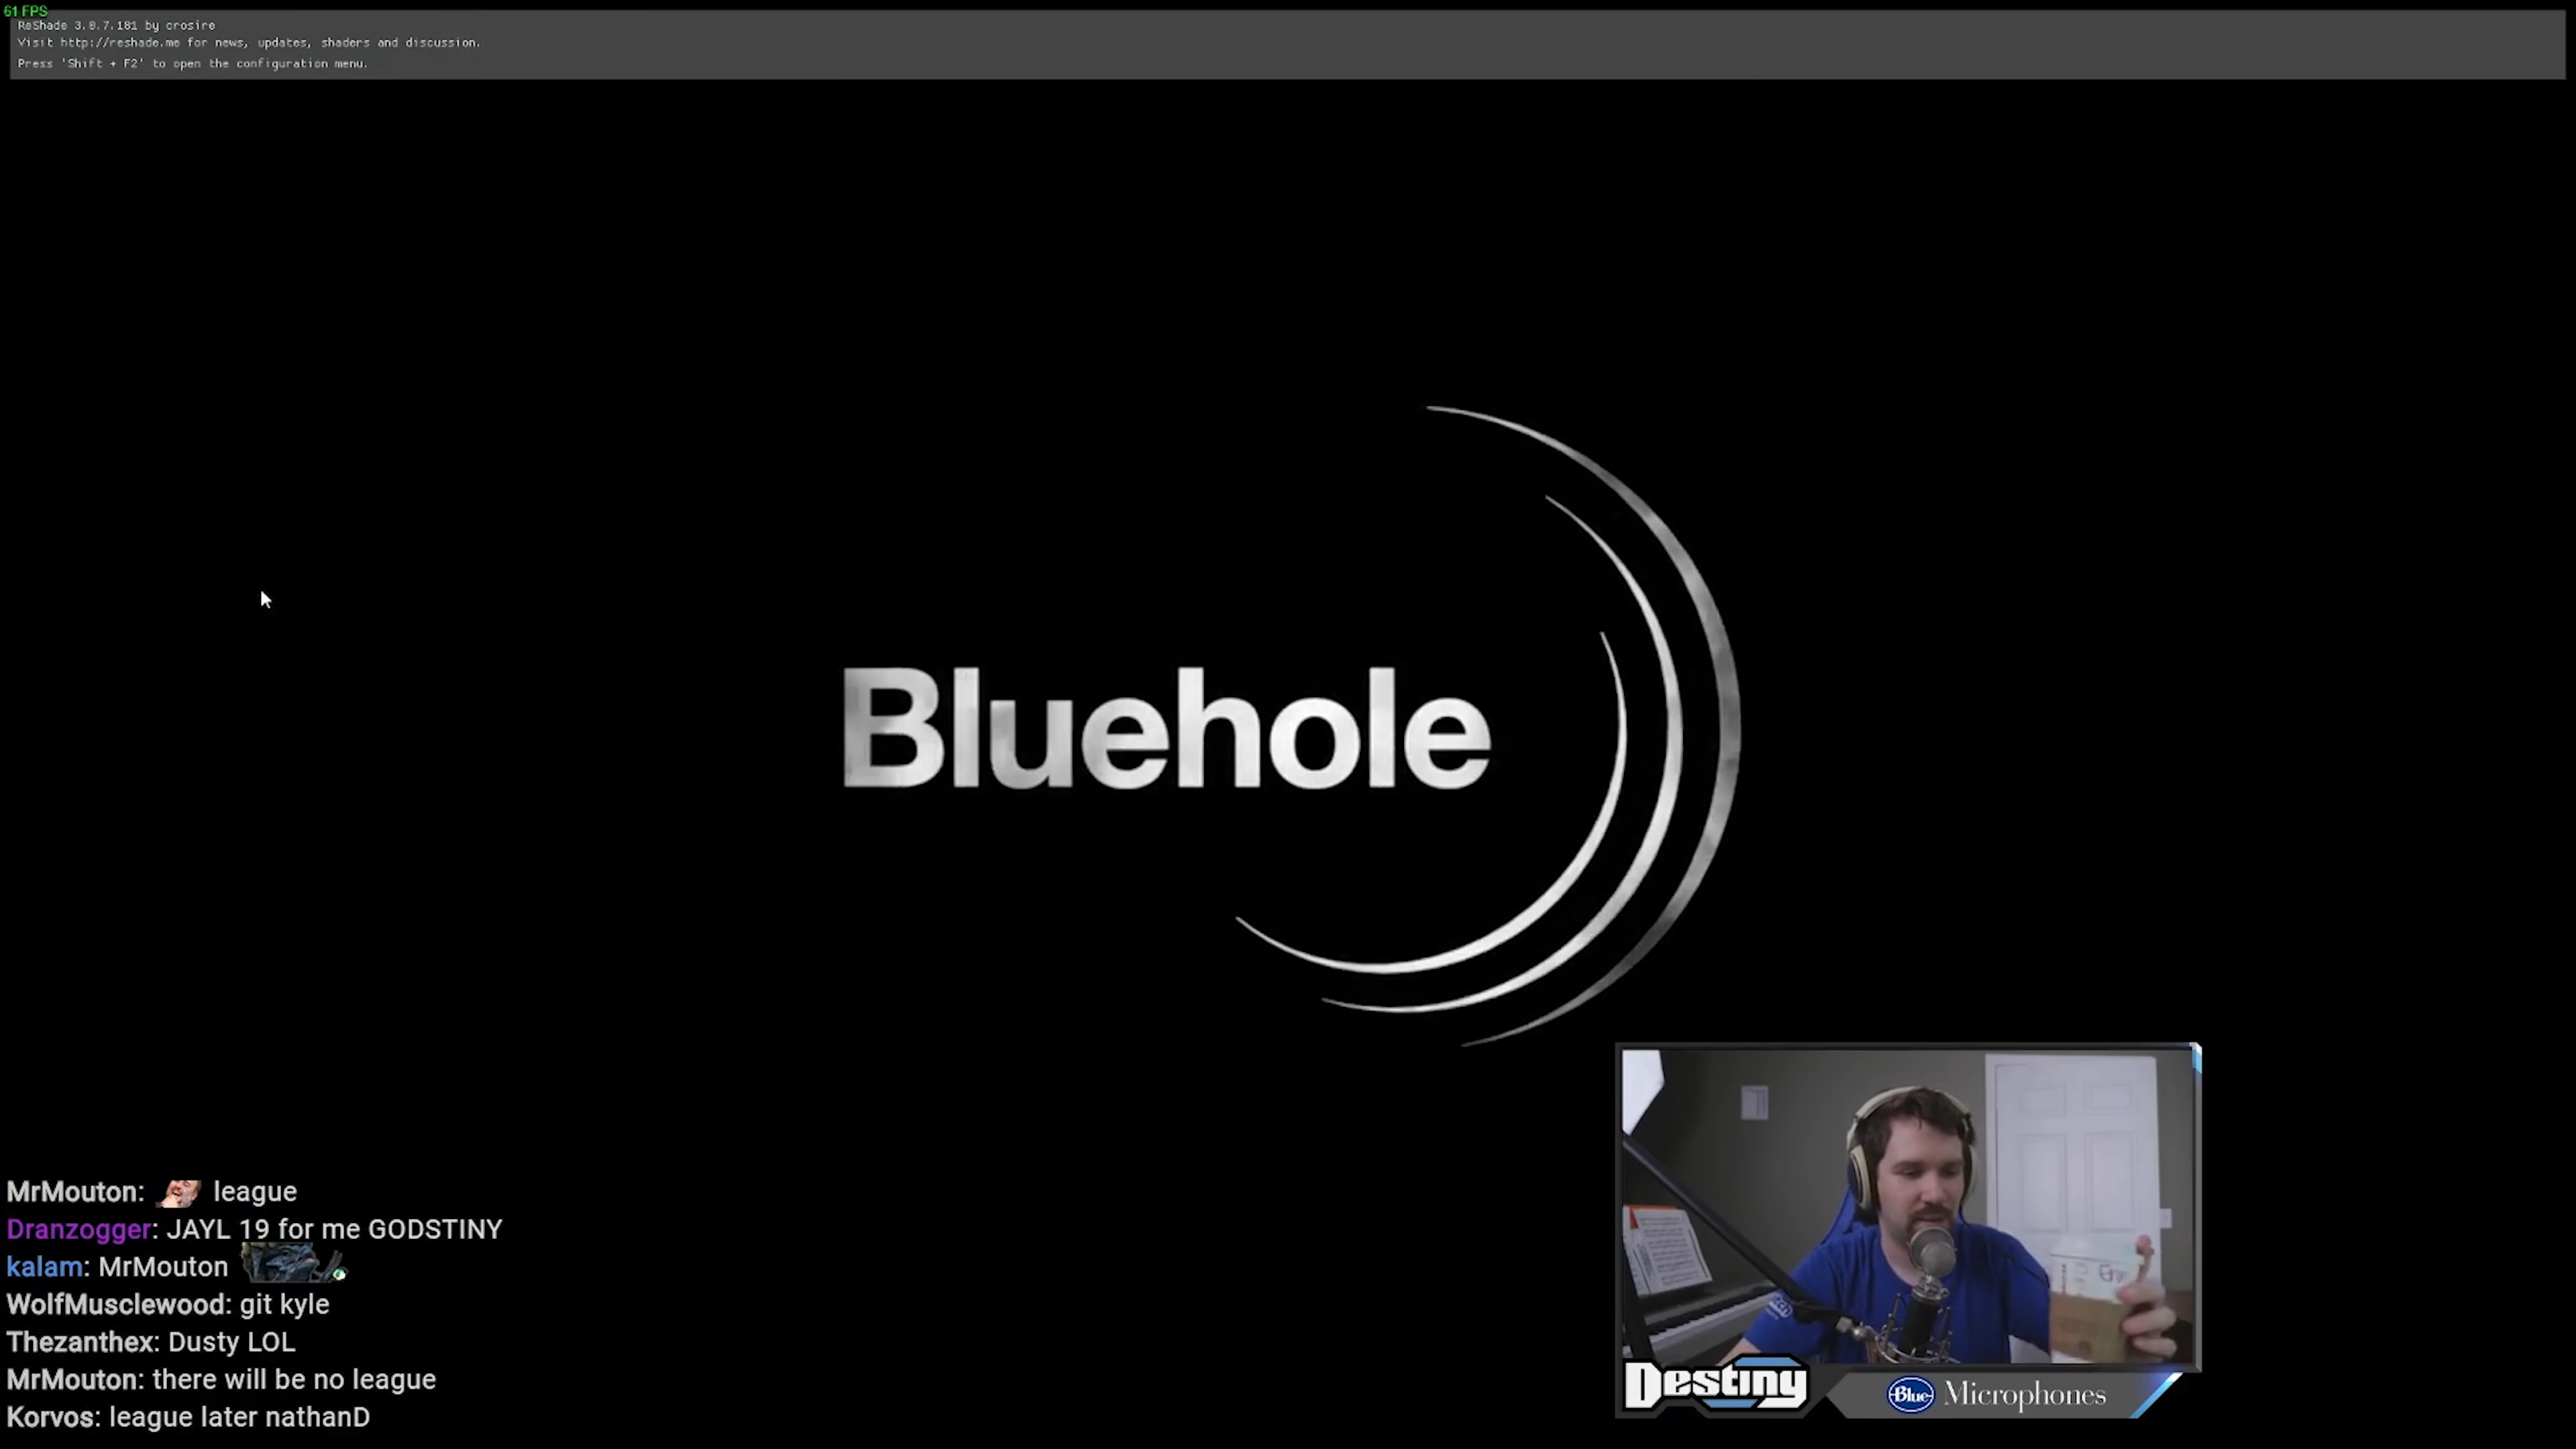 61 FPS
ReShade 3.0.7.181 by crosire
Visit http://reshade.me for news, updates, shaders and discussion.
Press 'Shift + F2' to open the configuration menu.
Bluehole
MrMouton: league
Dranzogger: JAYL 19 for me GODSTINY
kalam: MrMouton
WolfMusclewood: git kyle
Thezanthex: Dusty LOL
MrMouton: there will be no league
Korvos: league later nathanD
Destiny
Blue Microphones